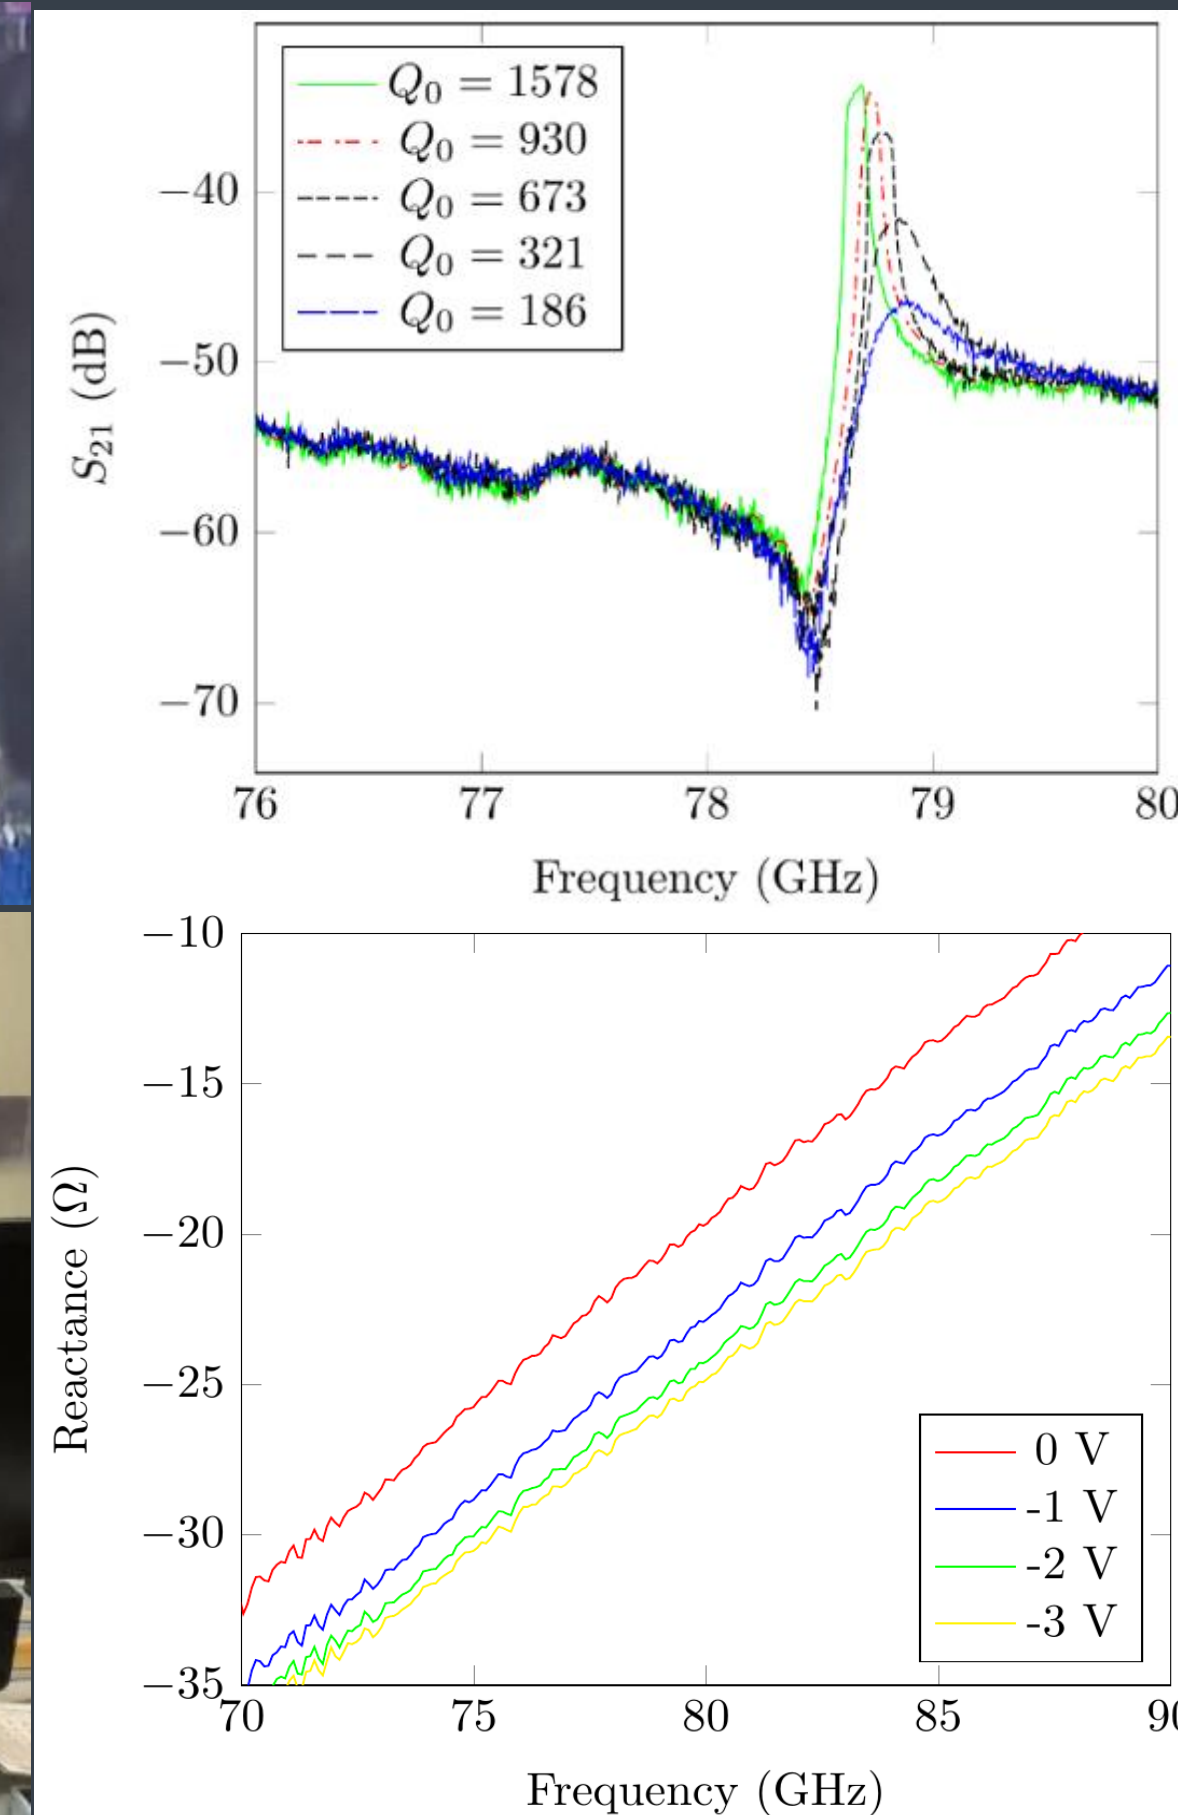 Q₀ = 1578
Q₀ = 930
Q₀ = 673
Q₀ = 321
Q₀ = 186
−40
−50
−60
−70
S₂₁ (dB)
76 77 78 79 80
Frequency (GHz)
−10
−15
−20
−25
−30
−35
Reactance (Ω)
0 V
-1 V
-2 V
-3 V
70 75 80 85 90
Frequency (GHz)